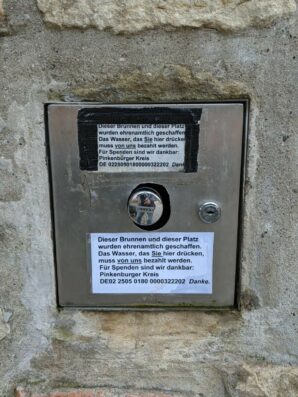 Dieser Brunnen und dieser Platz
wurden ehrenamtlich geschaffen
Das Wasser, das Sie hier drücken,
muss von uns bezahlt werden.
Für Spenden sind wir dankbar:
Pinkenbürger Kreis
DE 02250501800000322202 Danke.
Dieser Brunnen und dieser Platz
wurden ehrenamtlich geschaffen.
Das Wasser, das Sie hier drücken,
muss von uns bezahlt werden.
Für Spenden sind wir dankbar:
Pinkenburger Kreis
DE02 2505 0180 0000322202 Danke.